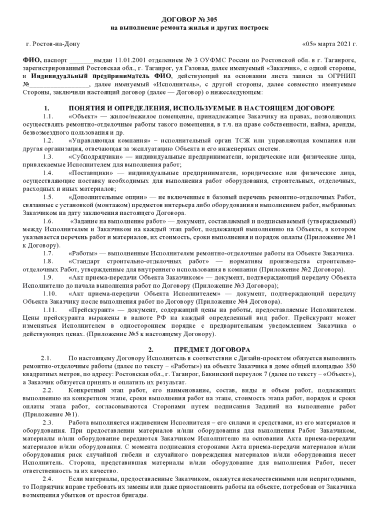 ДОГОВОР № 305
на выполнение ремонта жилья и других построек
г. Ростов-на-Дону «05» марта 2021 г.
ФИО, паспорт ________ выдан 11.01.2001 отделением № 3 ОУФМС России по Ростовской обл. в г. Таганроге,
зарегистрированный Ростовская обл., г. Таганрог, ул Газовая, далее именуемый «Заказчик», с одной стороны,
и Индивидуальный предприниматель ФИО, действующий на основании листа записи за ОГРНИП
№________________, далее именуемый «Исполнитель», с другой стороны, далее совместно именуемые
Стороны, заключили настоящий договор (далее — Договор) о нижеследующем:
1. ПОНЯТИЯ И ОПРЕДЕЛЕНИЯ, ИСПОЛЬЗУЕМЫЕ В НАСТОЯЩЕМ ДОГОВОРЕ
1.1. «Объект» — жилое/нежилое помещение, принадлежащее Заказчику на правах, позволяющих
осуществлять ремонтно-отделочные работы такого помещения, в т.ч. на праве собственности, найма, аренды,
безвозмездного пользования и др.
1.2. «Управляющая компания» – исполнительный орган ТСЖ или управляющая компания или
другая организация, отвечающая за эксплуатацию Объекта и его инженерных систем.
1.3. «Субподрядчики» — индивидуальные предприниматели, юридические или физические лица,
привлекаемые Исполнителем для выполнения работ;
1.4. «Поставщики» — индивидуальные предприниматели, юридические или физические лица,
осуществляющие поставку необходимых для выполнения работ оборудования, строительных, отделочных,
расходных и иных материалов;
1.5. «Дополнительные опции» — не включенные в базовый перечень ремонтно-отделочных Работ,
связанные с установкой (монтажом) предметов интерьера либо оборудования и выполнением работ, выбранных
Заказчиком на дату заключения настоящего Договора.
1.6. «Задание на выполнение работ» — документ, составляемый и подписываемый (утверждаемый)
между Исполнителем и Заказчиком на каждый этап работ, подлежащий выполнению на Объекте, в котором
указывается перечень работ и материалов, их стоимость, сроки выполнения и порядок оплаты (Приложение №1
к Договору).
1.7. «Работы» — выполненные Исполнителем ремонтно-отделочные работы на Объекте Заказчика.
1.8. «Стандарт строительно-отделочных работ» — нормативы производства строительно-
отделочных Работ, утвержденные для внутреннего использования в компании (Приложение №2 Договора).
1.9. «Акт приема-передачи Объекта Заказчиком» — документ, подтверждающий передачу Объекта
Исполнителю до начала выполнения работ по Договору (Приложение №3 Договора);
1.10. «Акт приема-передачи Объекта Исполнителем» — документ, подтверждающий передачу
Объекта Заказчику после выполнения работ по Договору (Приложение №4 Договора).
1.11. «Прейскурант» — документ, содержащий цены на работы, предоставляемые Исполнителем.
Цены прейскуранта выражены в валюте РФ на каждый определенный вид работ. Прейскурант может
изменяться Исполнителем в одностороннем порядке с предварительным уведомлением Заказчика о
действующих ценах. (Приложение №5 к настоящему Договору).
2. ПРЕДМЕТ ДОГОВОРА
2.1. По настоящему Договору Исполнитель в соответствии с Дизайн-проектом обязуется выполнить
ремонтно-отделочные работы (далее по тексту – «Работы») на объекте Заказчика в доме общей площадью 350
квадратных метров, по адресу: Ростовская обл., г. Таганрог, Банковский переулок 7 (далее по тексту – «Объект»),
а Заказчик обязуется принять и оплатить их результат.
2.2. Конкретный этап работ, его наименование, состав, виды и объем работ, подлежащих
выполнению на конкретном этапе, сроки выполнения работ на этапе, стоимость этапа работ, порядок и сроки
оплаты этапа работ, согласовываются Сторонами путем подписания Заданий на выполнение работ
(Приложение №1).
2.3. Работа выполняется иждивением Исполнителя – его силами и средствами, из его материалов и
оборудования. При предоставлении материалов и/или оборудования для выполнения Работ Заказчиком,
материалы и/или оборудование передаются Заказчиком Исполнителю на основании Акта приема-передачи
материалов и/или оборудования. С момента подписания сторонами Акта приема-передачи материалов и/или
оборудования риск случайной гибели и случайного повреждения материалов и/или оборудования несет
Исполнитель. Сторона, предоставившая материалы и/или оборудование для выполнения Работ, несет
ответственность за их качество.
2.4. Если материалы, предоставляемые Заказчиком, окажутся некачественными или непригодными,
то Подрядчик вправе требовать их замены или даже приостановить работы на объекте, потребовав от Заказчика
возмещения убытков от простоя бригады.